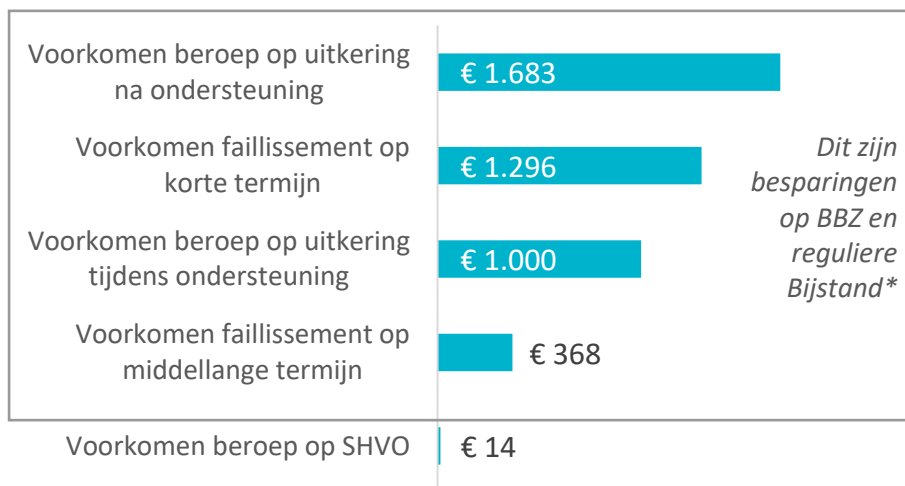 Voorkomen beroep op uitkering
na ondersteuning
€ 1.683
Voorkomen faillissement op
korte termijn
€ 1.296
Voorkomen beroep op uitkering
tijdens ondersteuning
€ 1.000
Voorkomen faillissement op
middellange termijn
€ 368
Dit zijn
besparingen
op BBZ en
reguliere
Bijstand*
Voorkomen beroep op SHVO
€ 14